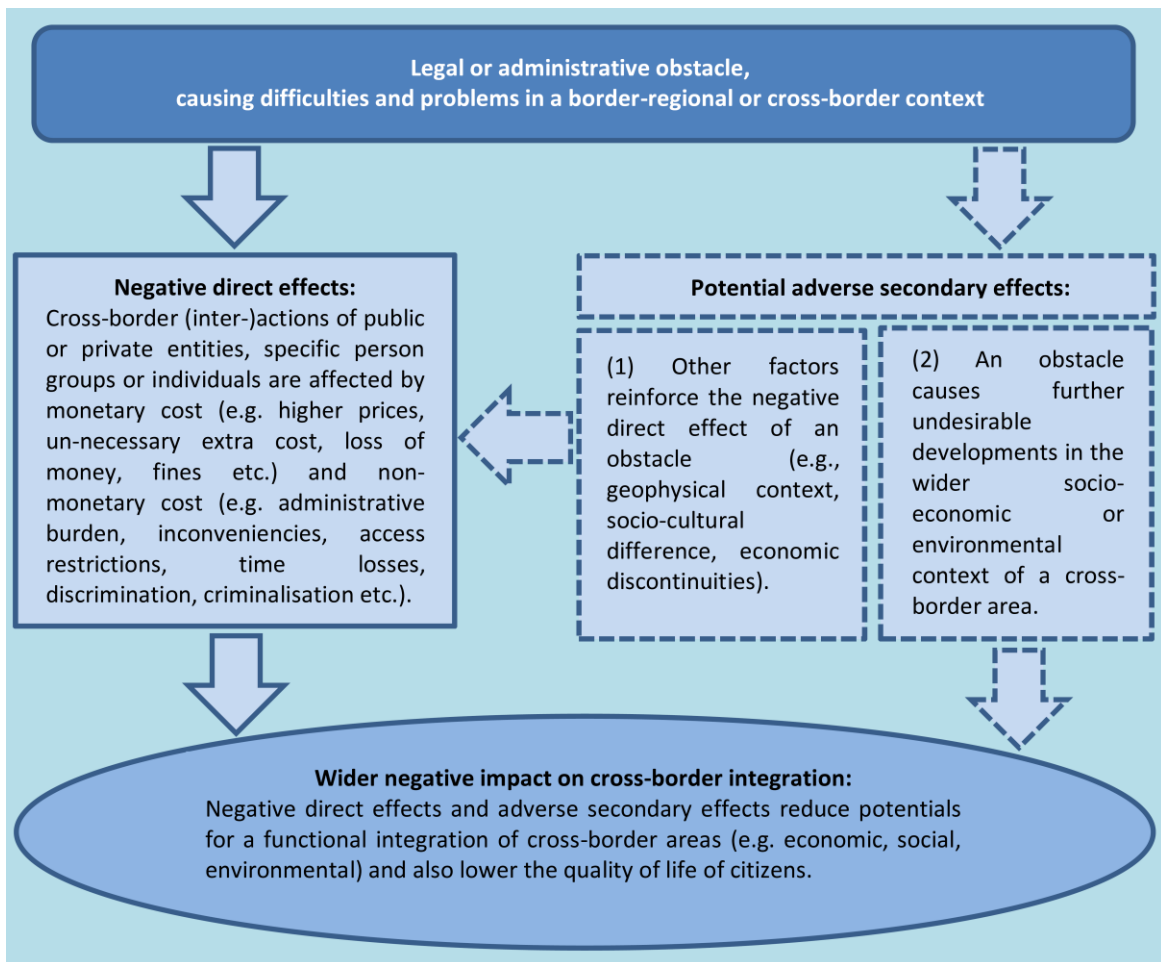 Legal or administrative obstacle,
causing difficulties and problems in a border-regional or cross-border context
Negative direct effects:
Cross-border (inter-)actions of public
or private entities, specific person
groups or individuals are affected by
monetary cost (e.g. higher prices,
un-necessary extra cost, loss of
money, fines etc.) and non-
monetary cost (e.g. administrative
burden, inconveniencies, access
restrictions, time losses,
discrimination, criminalisation etc.).
Potential adverse secondary effects:
(1) Other factors
reinforce the negative
direct effect of an
obstacle (e.g.,
geophysical context,
socio-cultural
difference, economic
discontinuities).
(2) An obstacle
causes further
undesirable
developments in the
wider socio-
economic or
environmental
context of a cross-
border area.
Wider negative impact on cross-border integration:
Negative direct effects and adverse secondary effects reduce potentials
for a functional integration of cross-border areas (e.g. economic, social,
environmental) and also lower the quality of life of citizens.